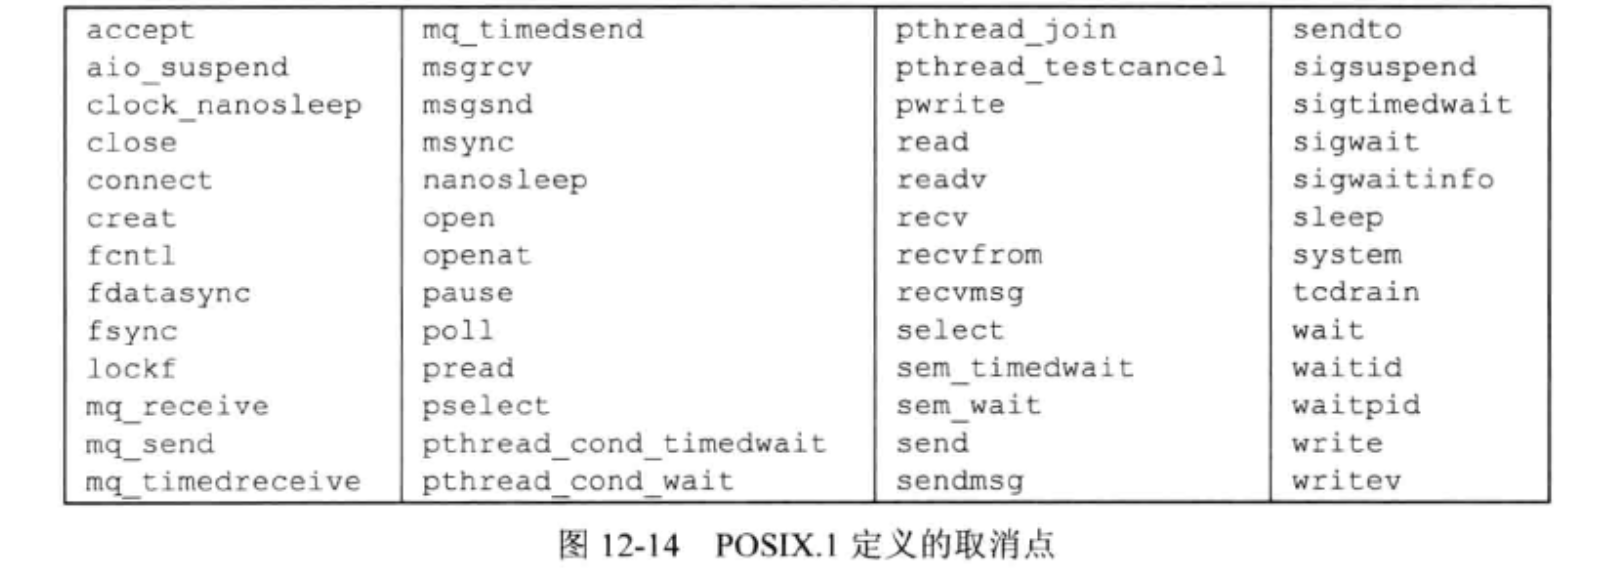 accept mq_timedsend pthread_join sendto
aio_suspend msgrcv pthread_testcancel sigsuspend
clock_nanosleep msgsnd pwrite sigtimedwait
close msync read sigwait
connect nanosleep readv sigwaitinfo
creat open recv sleep
fcntl openat recvfrom system
fdatasync pause recvmsg tcdrain
fsync poll select wait
lockf pread sem_timedwait waitid
mq_receive pselect sem_wait waitpid
mq_send pthread_cond_timedwait send write
mq_timedreceive pthread_cond_wait sendmsg writev
图 12-14 POSIX.1 定义的取消点